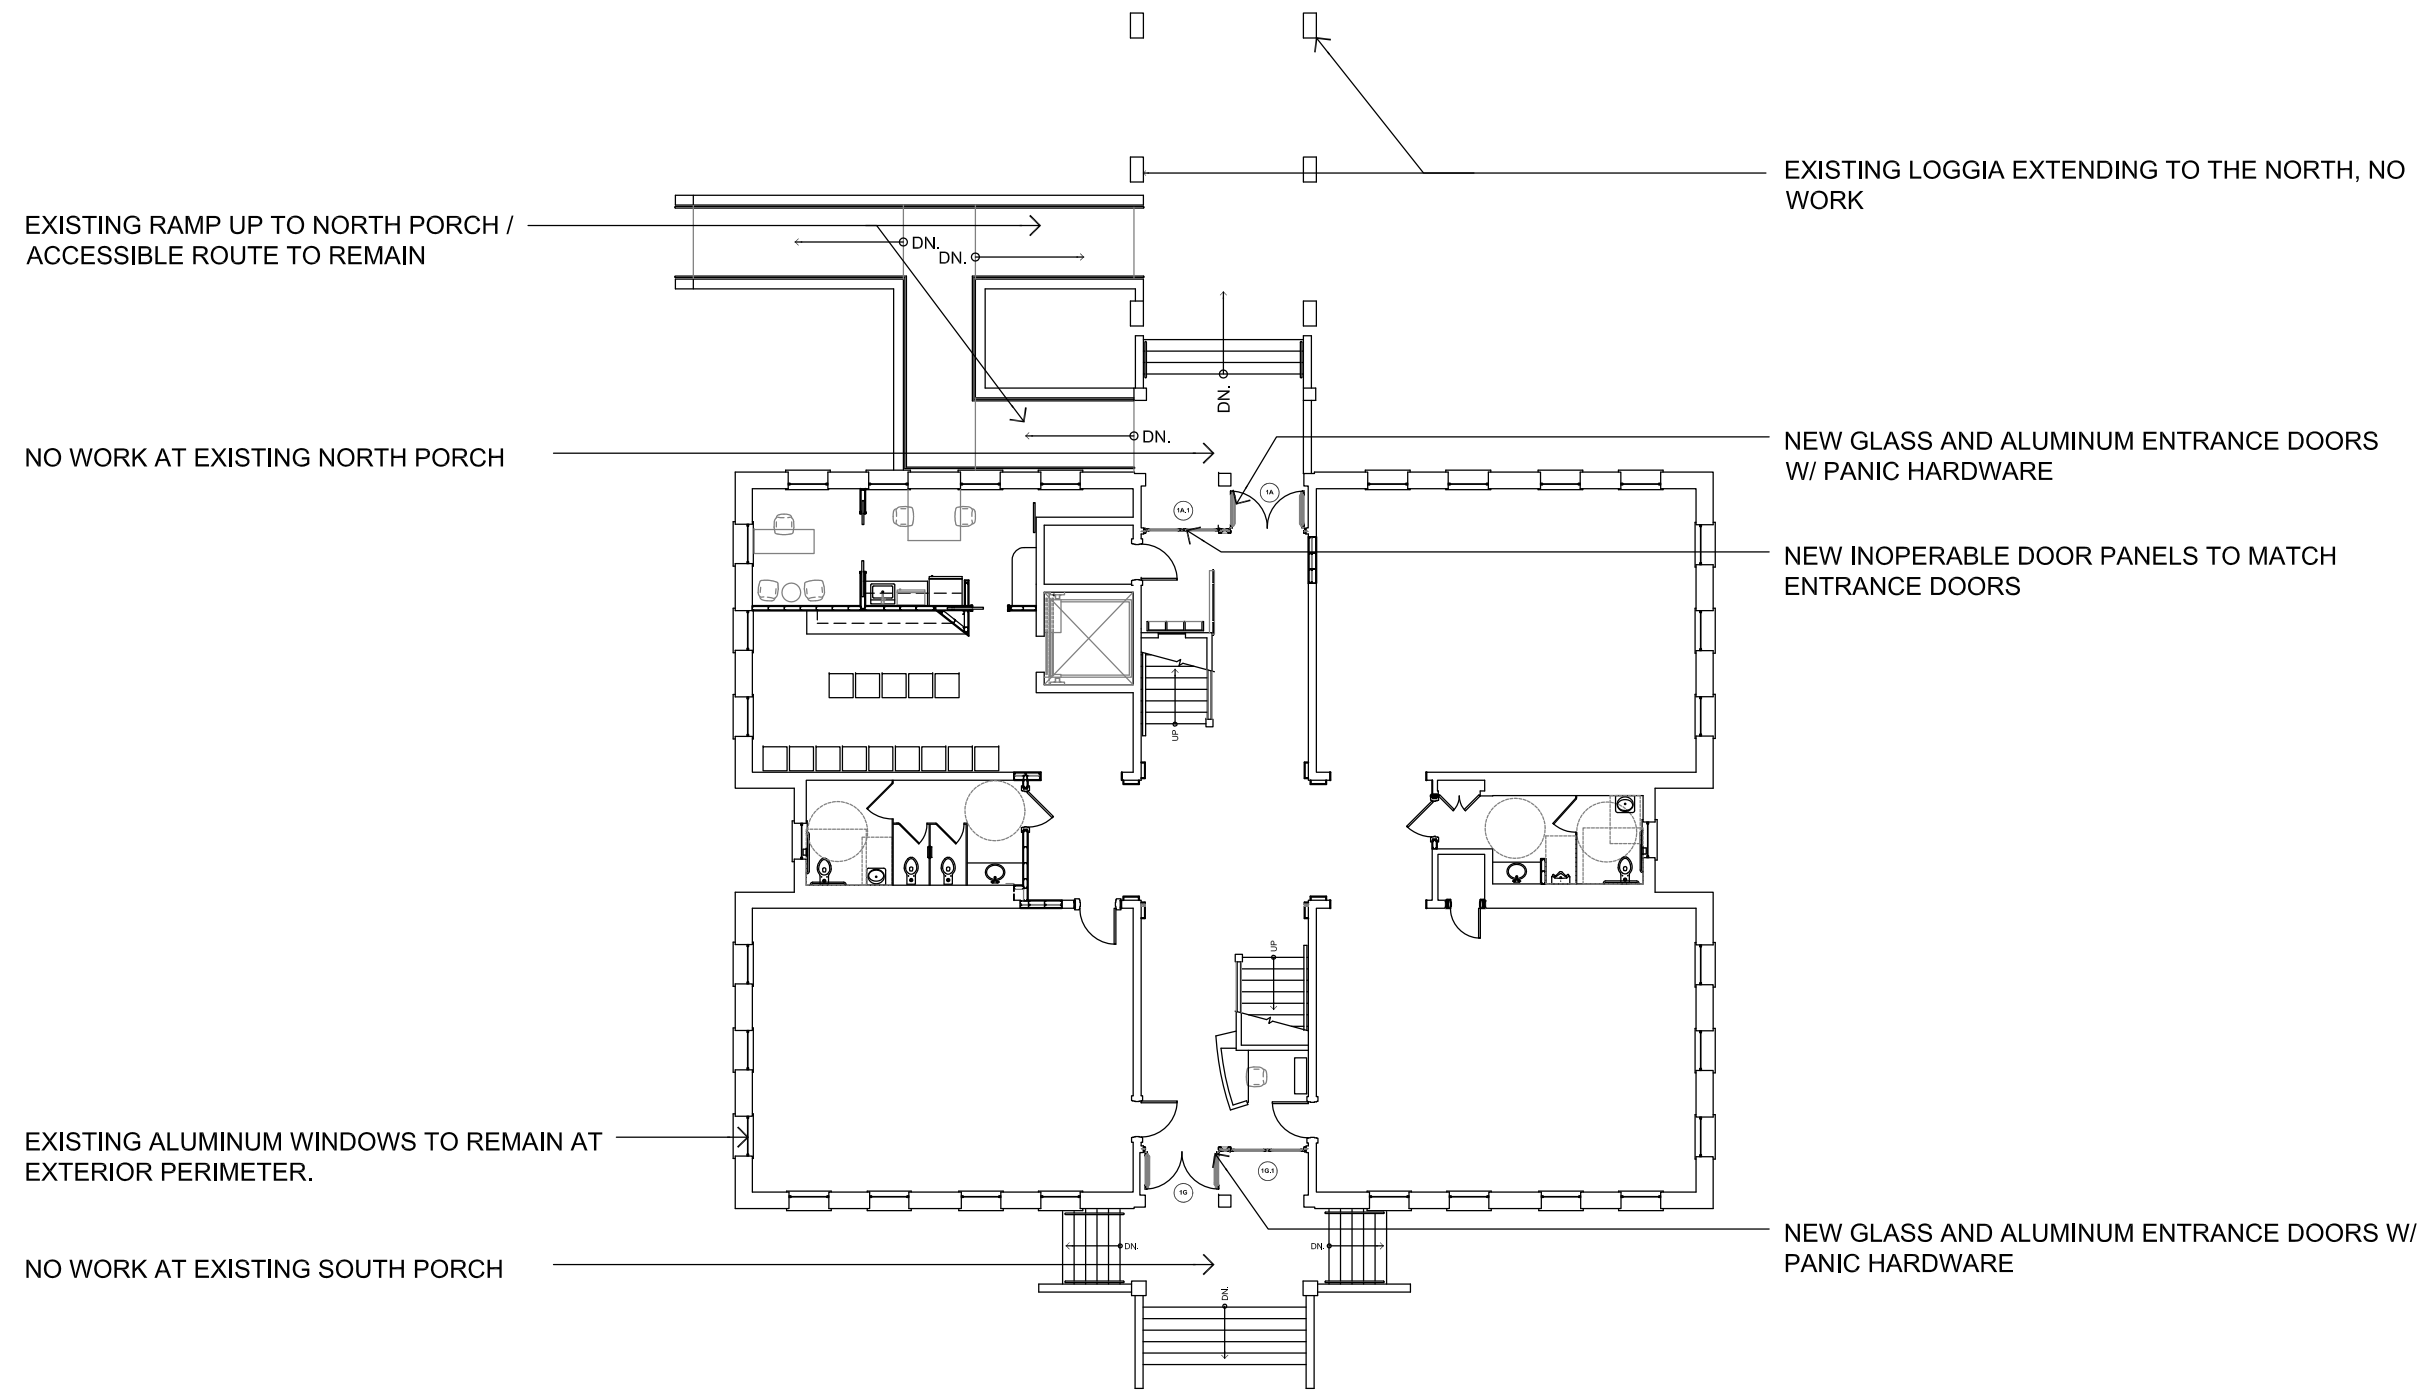 EXISTING LOGGIA EXTENDING TO THE NORTH, NO
WORK
EXISTING RAMP UP TO NORTH PORCH /
ACCESSIBLE ROUTE TO REMAIN
DN.
DN.
DN.
DN.
NO WORK AT EXISTING NORTH PORCH
NEW GLASS AND ALUMINUM ENTRANCE DOORS
W/ PANIC HARDWARE
1A
1A.1
NEW INOPERABLE DOOR PANELS TO MATCH
ENTRANCE DOORS
UP
UP
EXISTING ALUMINUM WINDOWS TO REMAIN AT
EXTERIOR PERIMETER.
1G.1
1G
NEW GLASS AND ALUMINUM ENTRANCE DOORS W/
PANIC HARDWARE
DN.
DN.
NO WORK AT EXISTING SOUTH PORCH
DN.